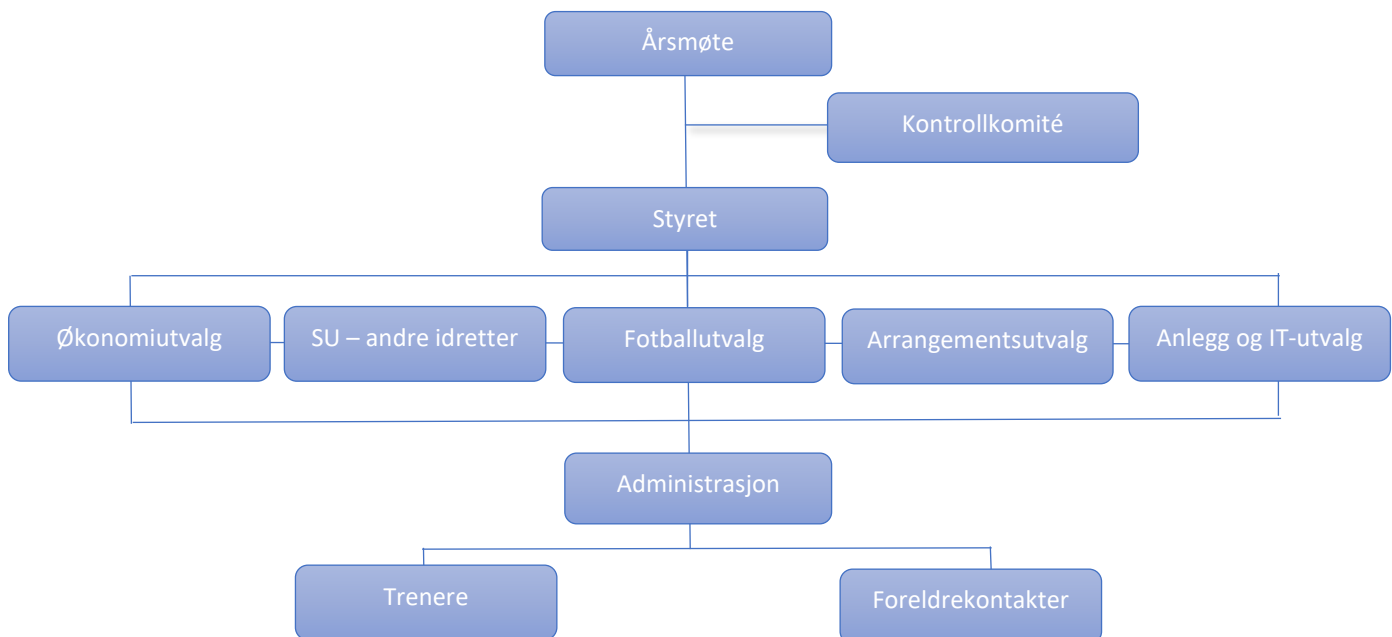 Årsmøte
Kontrollkomité
Styret
Økonomiutvalg
SU – andre idretter
Fotballutvalg
Arrangementsutvalg
Anlegg og IT-utvalg
Administrasjon
Trenere
Foreldrekontakter